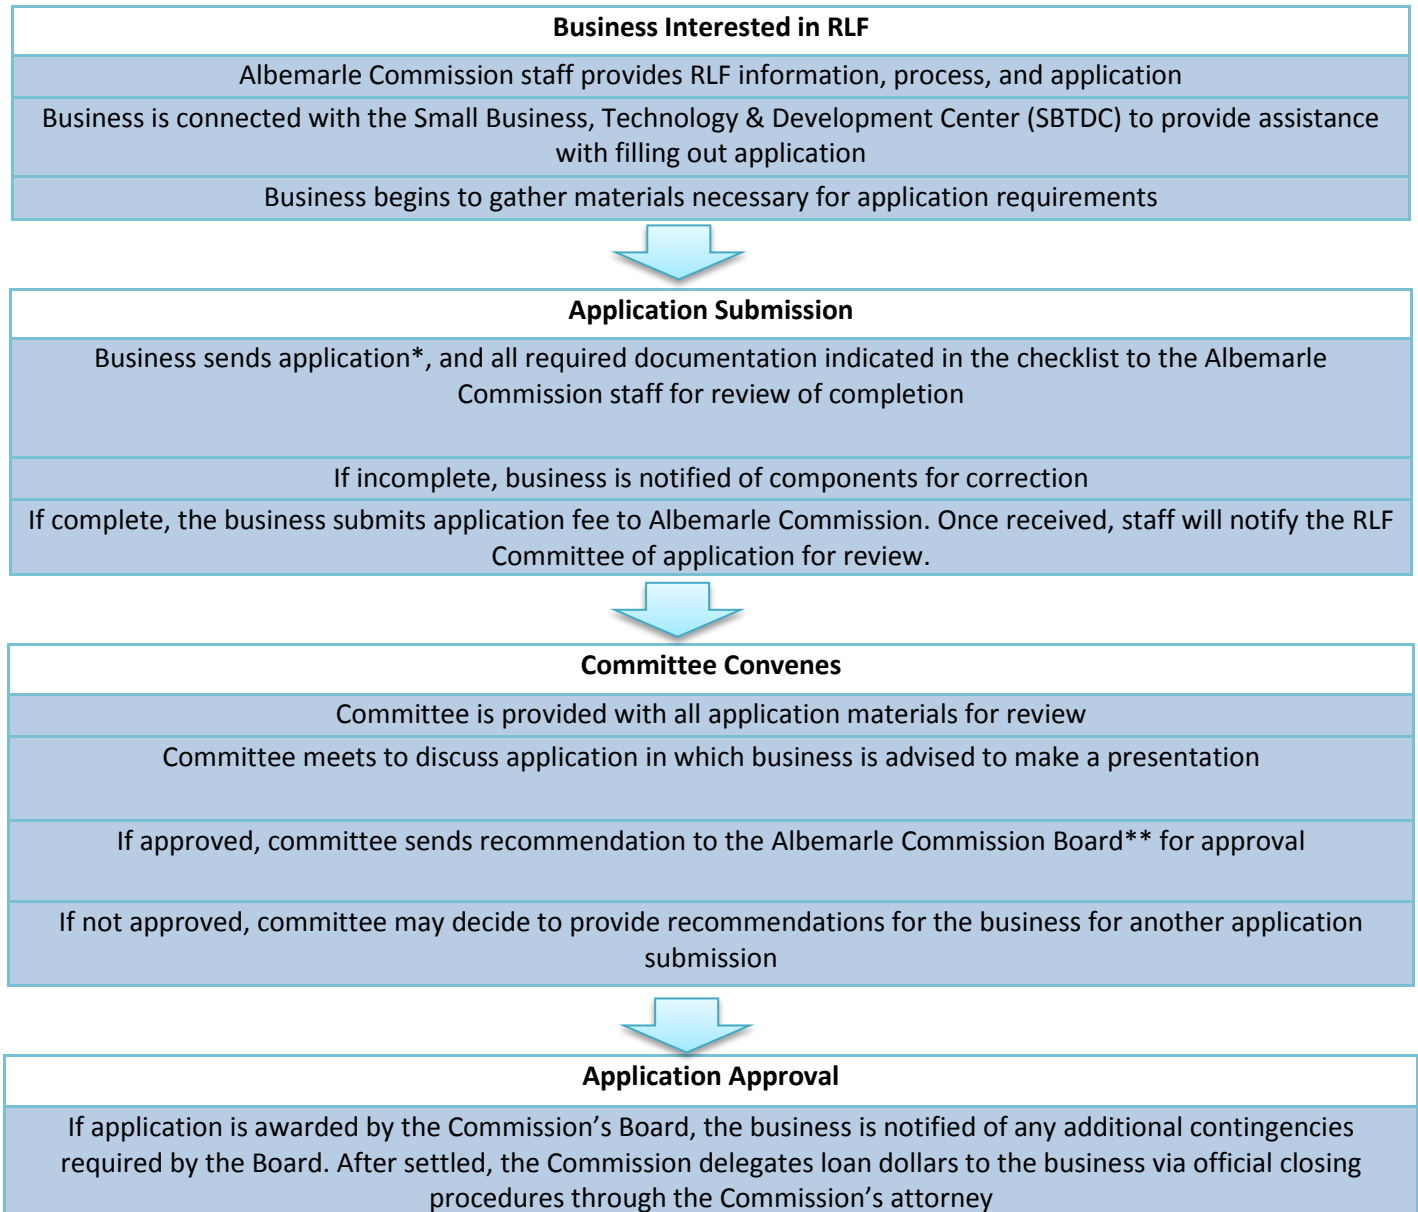 Business Interested in RLF
Albemarle Commission staff provides RLF information, process, and application
Business is connected with the Small Business, Technology & Development Center (SBTDC) to provide assistance
with filling out application
Business begins to gather materials necessary for application requirements
Application Submission
Business sends application*, and all required documentation indicated in the checklist to the Albemarle
Commission staff for review of completion
If incomplete, business is notified of components for correction
If complete, the business submits application fee to Albemarle Commission. Once received, staff will notify the RLF
Committee of application for review.
Committee Convenes
Committee is provided with all application materials for review
Committee meets to discuss application in which business is advised to make a presentation
If approved, committee sends recommendation to the Albemarle Commission Board** for approval
If not approved, committee may decide to provide recommendations for the business for another application
submission
Application Approval
If application is awarded by the Commission’s Board, the business is notified of any additional contingencies
required by the Board. After settled, the Commission delegates loan dollars to the business via official closing
procedures through the Commission’s attorney